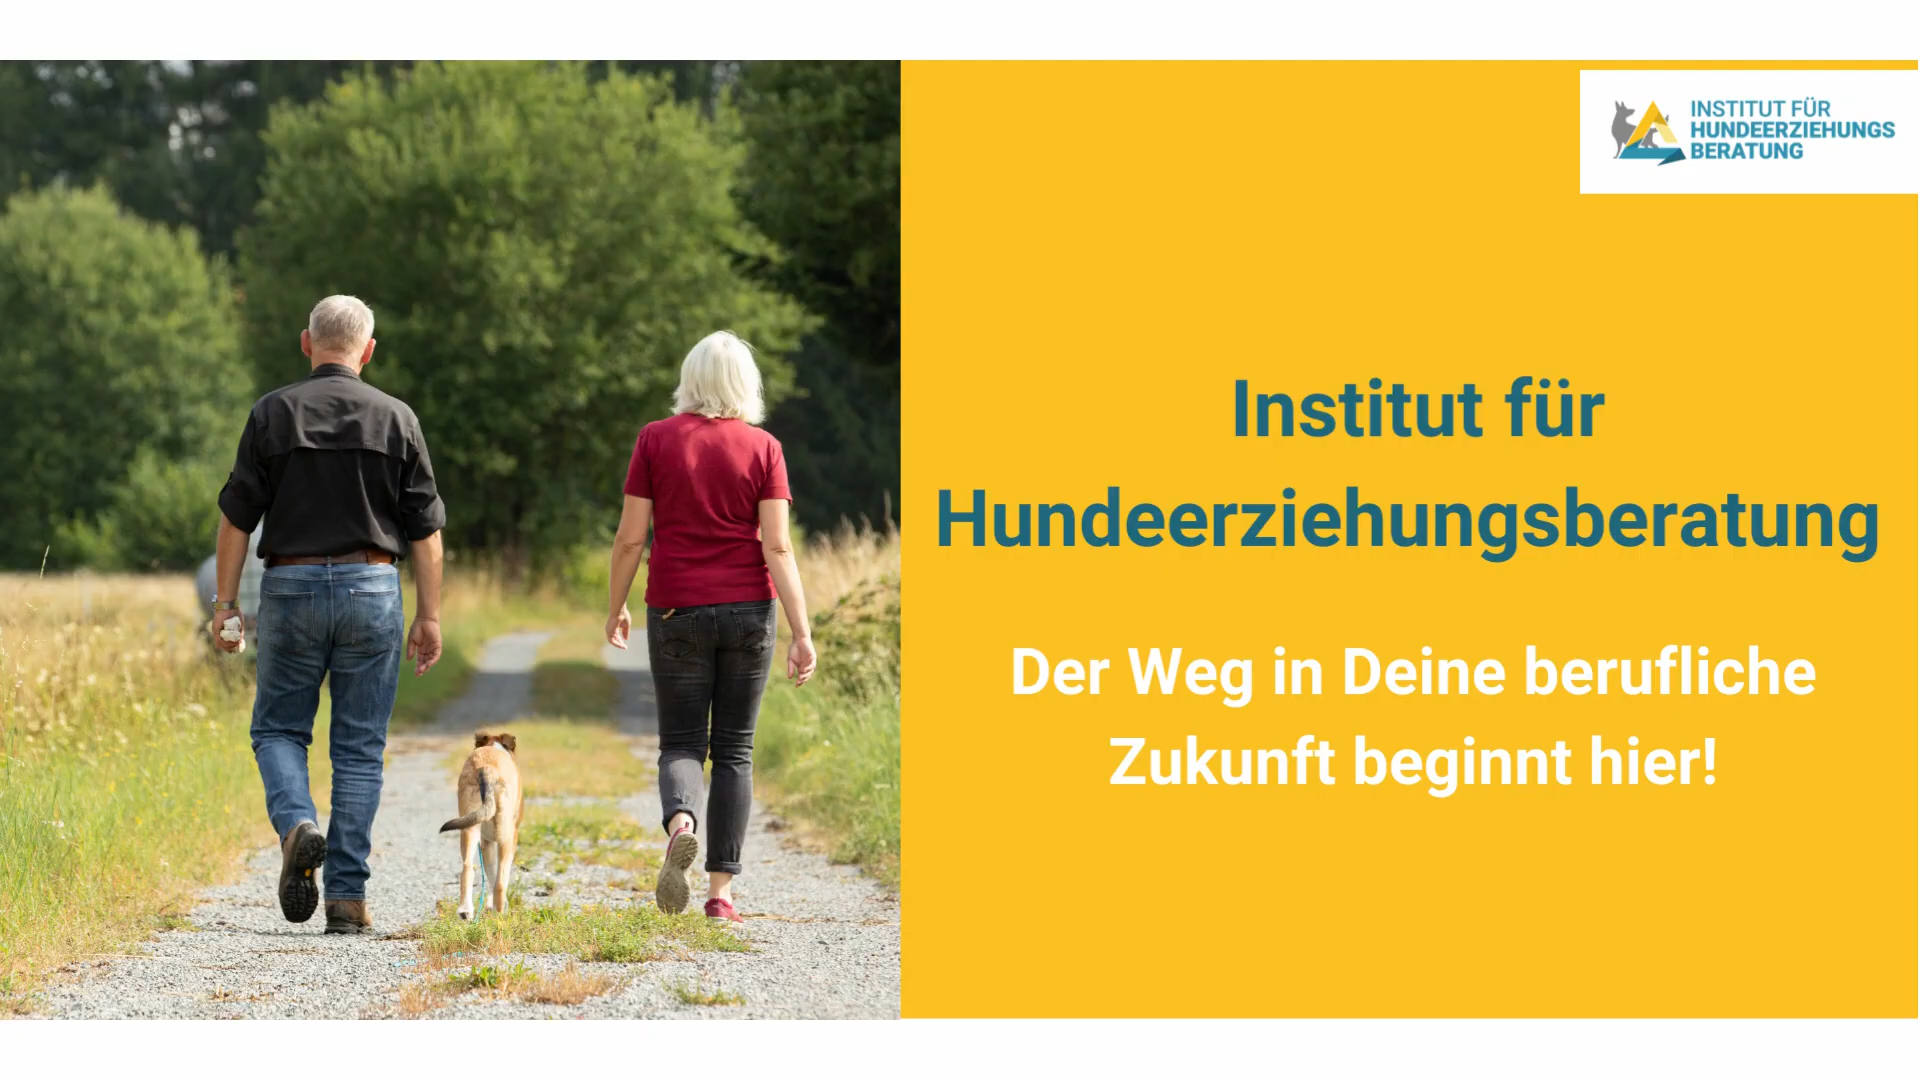 INSTITUT FÜR
HUNDEERZIEHUNGS
BERATUNG
Institut für
Hundeerziehungsberatung
Der Weg in Deine berufliche
Zukunft beginnt hier!